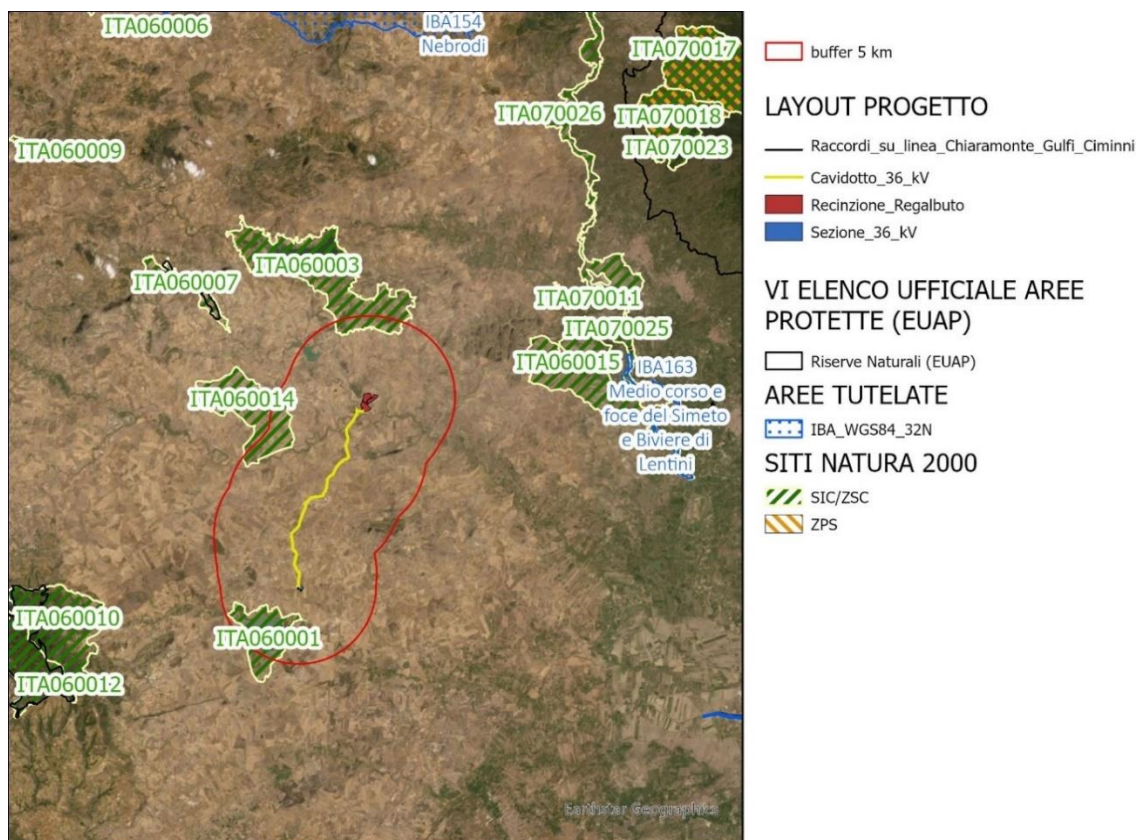 ITA060006
IBA154
Nebrodi
ITA070017
ITA070026
ITA070018
ITA060009
ITA070023
ITA060003
ITA060007
ITA070011
ITA070025
ITA060015
IBA163
Medio corso e
foce del Simeto
e Biviere di
Lentini
ITA060014
ITA060010
ITA060001
ITA060012
Earthstar Geographics
buffer 5 km
LAYOUT PROGETTO
Raccordi_su_linea_Chiaramonte_Gulfi_Ciminni
Cavidotto_36_kV
Recinzione_Regalbuto
Sezione_36_kV
VI ELENCO UFFICIALE AREE
PROTETTE (EUAP)
Riserve Naturali (EUAP)
AREE TUTELATE
IBA_WGS84_32N
SITI NATURA 2000
SIC/ZSC
ZPS